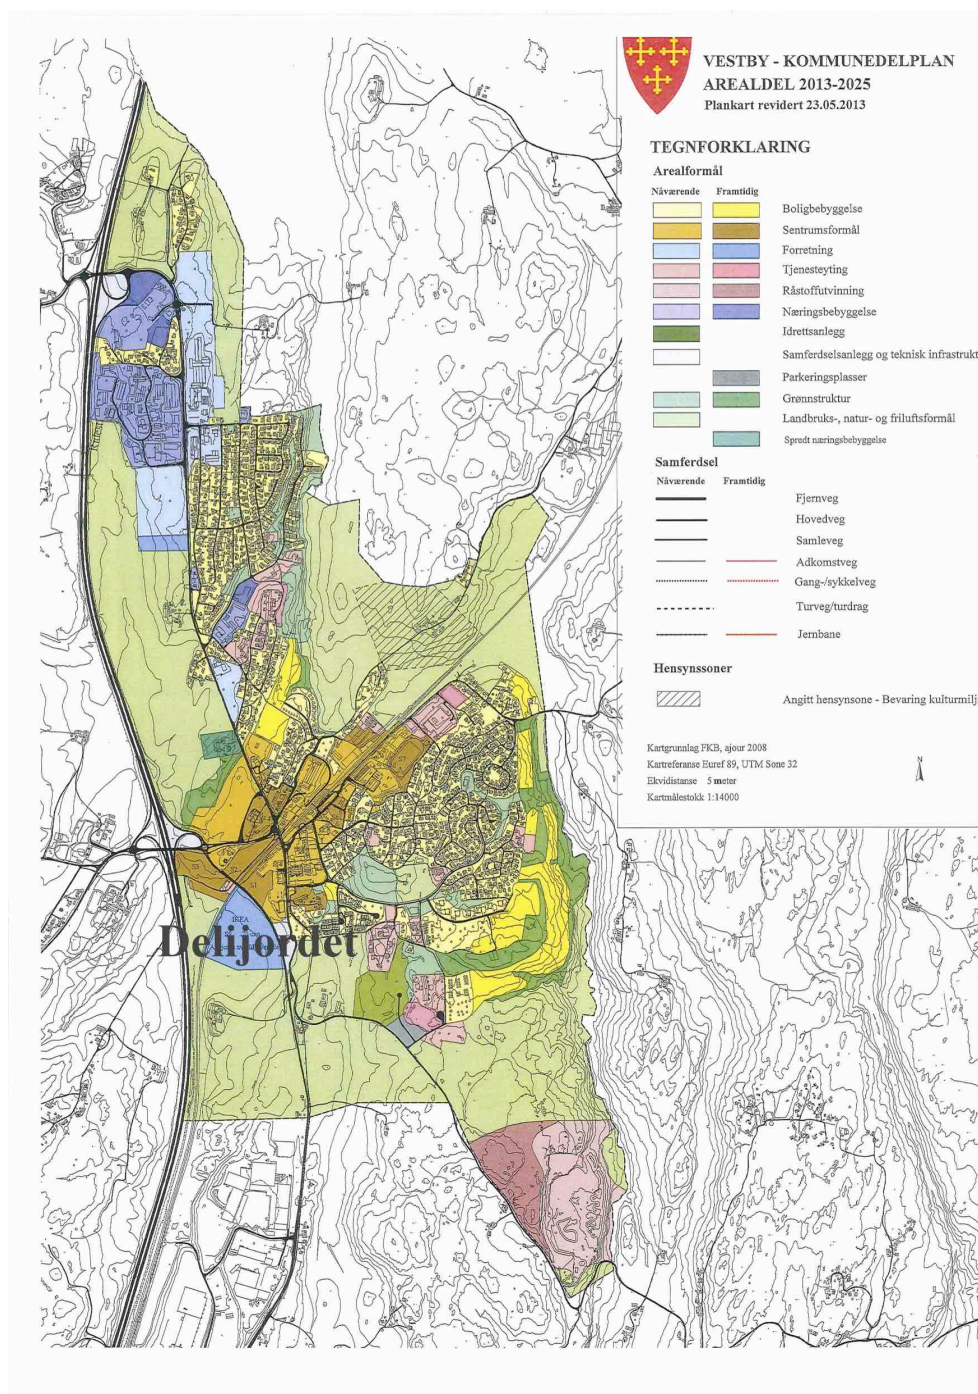 VESTBY - KOMMUNEDELPLAN
AREALDEL 2013-2025
Plankart revidert 23.05.2013
TEGNFORKLARING
Arealformål
Nåværende Framtidig
Boligbebyggelse
Sentrumsformål
Forretning
Tjenesteyting
Råstoffutvinning
Næringsbebyggelse
Idrettsanlegg
Samferdselsanlegg og teknisk infrastrukt
Parkeringsplasser
Grønnstruktur
Landbruks-, natur- og friluftsformål
Spredt næringsbebyggelse
Samferdsel
Nåværende Framtidig
Fjernveg
Hovedveg
Samleveg
Adkomstveg
Gang-/sykkelveg
Turveg/turdrag
Jernbane
Hensynssoner
Angitt hensynsone - Bevaring kulturmilj
Kartgrunnlag FKB, ajour 2008
Kartreferanse Euref 89, UTM Sone 32
Ekvidistanse 5 meter
Kartmålestokk 1:14000
N
IKEA
Delijordet